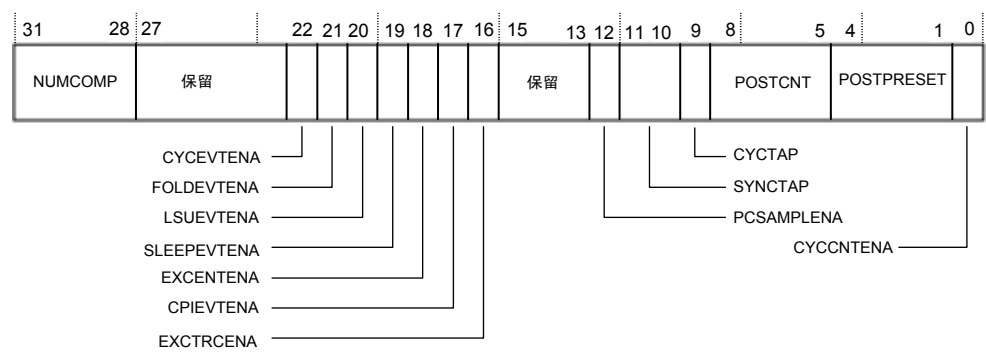 31 28 27 22 21 20 19 18 17 16 15 13 12 11 10 9 8 5 4 1 0
NUMCOMP 保留 保留 POSTCNT POSTPRESET
CYCEVTENA CYCTAP
FOLDEVTENA SYNCTAP
LSUEVTENA PCSAMPLENA
SLEEPEVTENA CYCCNTENA
EXCENTENA
CPIEVTENA
EXCTRCENA